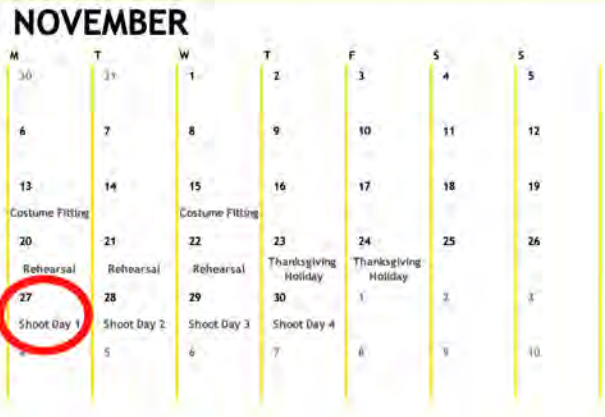 NOVEMBER
M T W T F S S
30 31 1 2 3 4 5
6 7 8 9 10 11 12
13 14 15 16 17 18 19
Costume Fitting Costume Fitting
20 21 22 23 24 25 26
Rehearsal Rehearsal Rehearsal Thanksgiving Holiday Thanksgiving Holiday
27 28 29 30 1 2 3
Shoot Day 1 Shoot Day 2 Shoot Day 3 Shoot Day 4
4 5 6 7 8 9 10